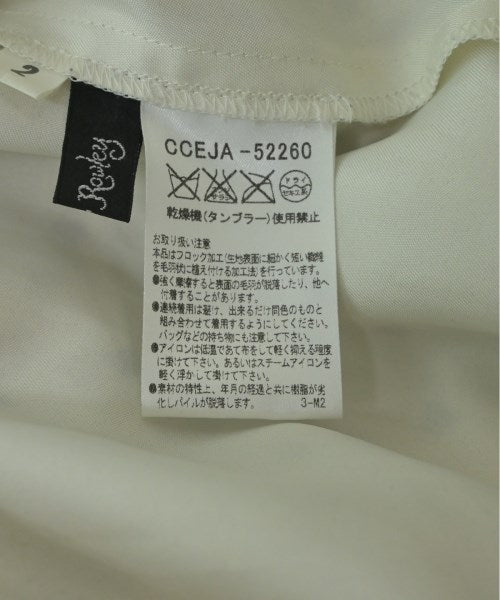 2
Rowley
CCEJA-52260
サラシ
ドライ
セキユ系
乾燥機(タンブラー)使用禁止
お取り扱い注意
本品はフロック加工(生地表面に細かく短い繊維
を毛羽状に植え付ける加工法)を行っています。
強く摩擦すると表面の毛羽が脱落したり、他へ
付着することがあります。
連続着用は避け、出来るだけ同色のものと
組み合わせて着用するようにしてください。
バッグなどの持ち物にも注意して下さい。
アイロンは低温であて布をして軽く抑える程度
に掛けて下さい。あるいはスチームアイロンを
軽く浮かして掛けて下さい。
素材の特性上、年月の経過と共に樹脂が劣
化しパイルが脱落します。
3-M2